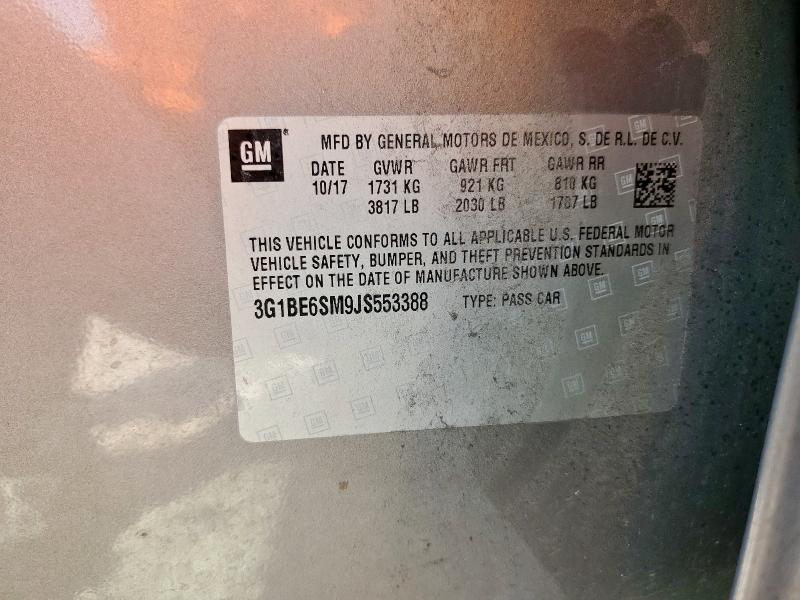 GM
MFD BY GENERAL MOTORS DE MEXICO, S. DE R.L. DE C.V.
DATE GVWR GAWR FRT GAWR RR
10/17 1731 KG 921 KG 810 KG
3817 LB 2030 LB 1787 LB
THIS VEHICLE CONFORMS TO ALL APPLICABLE U.S. FEDERAL MOTOR
VEHICLE SAFETY, BUMPER, AND THEFT PREVENTION STANDARDS IN
EFFECT ON THE DATE OF MANUFACTURE SHOWN ABOVE.
3G1BE6SM9JS553388 TYPE: PASS CAR